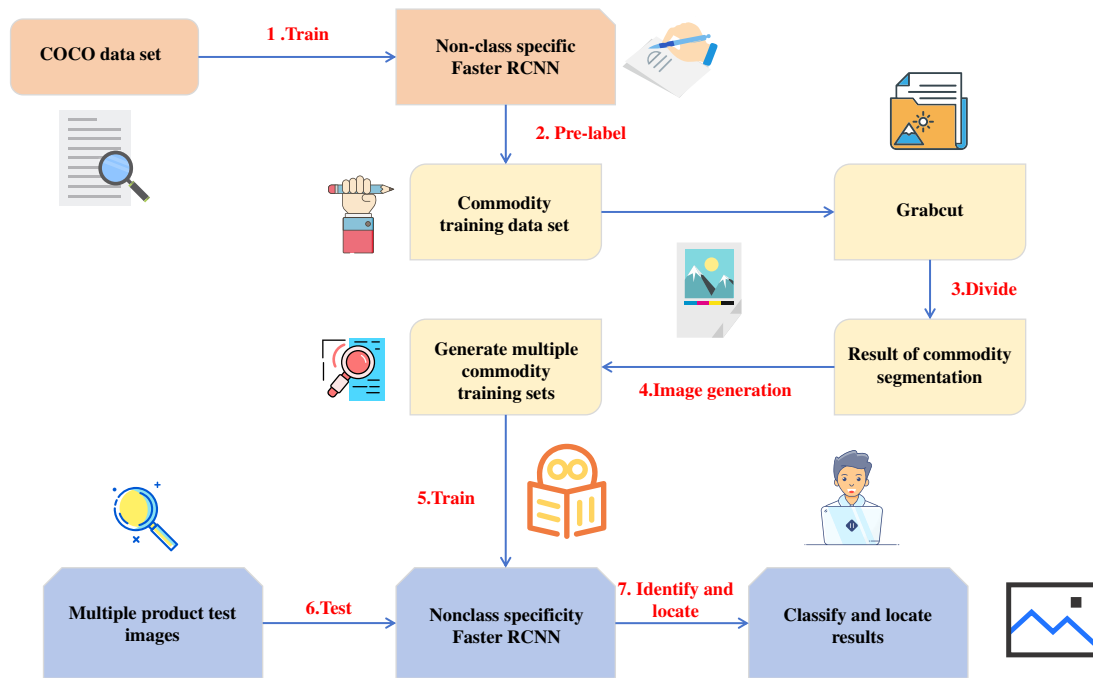 1 .Train
COCO data set
Non-class specific
Faster RCNN
2. Pre-label
Commodity
training data set
Grabcut
3.Divide
Generate multiple
commodity
training sets
4.Image generation
Result of commodity
segmentation
5.Train
Multiple product test
images
6.Test
Nonclass specificity
Faster RCNN
7. Identify and
locate
Classify and locate
results